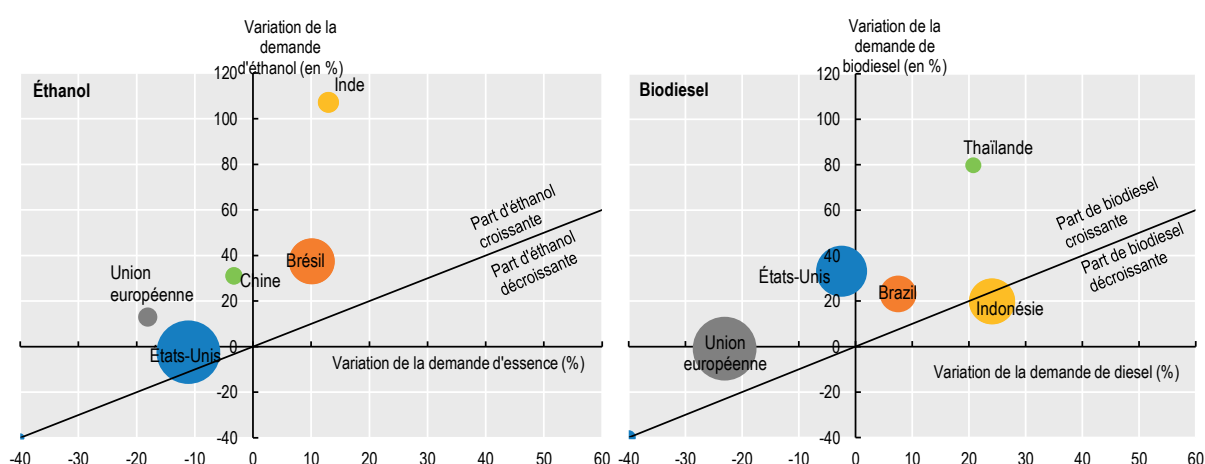 Variation de la
demande
d'éthanol (en %)
Éthanol
120
100
80
60
40
20
0
-20
-40
Inde
Part d'éthanol
croissante
Part d'éthanol
décroissante
Brésil
Chine
Union
européenne
États-Unis
Variation de la demande d'essence (%)
-40 -30 -20 -10 0 10 20 30 40 50 60
Variation de la
demande de
biodiesel (en %)
Biodiesel
120
100
80
60
40
20
0
-20
-40
Thaïlande
Part de biodiesel
croissante
Part de biodiesel
décroissante
États-Unis
Brazil
Indonésie
Union
européenne
Variation de la demande de diesel (%)
-40 -30 -20 -10 0 10 20 30 40 50 60